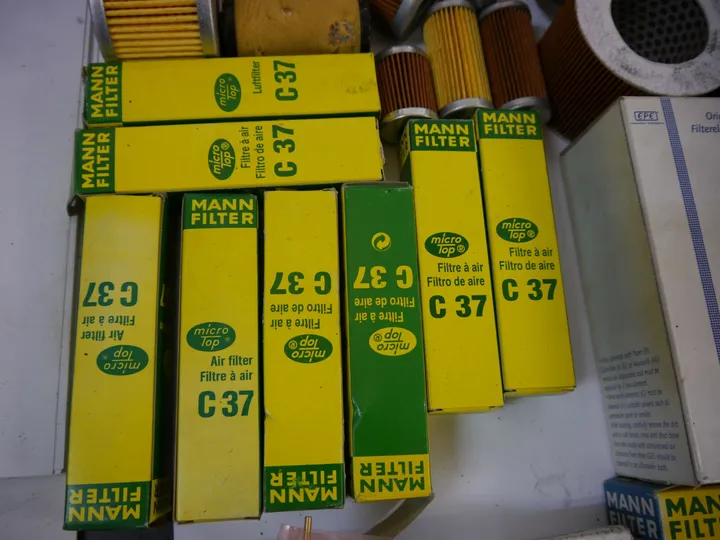 MANN
FILTER
micro
Top
Luftfilter
C 37
MANN
FILTER
micro
Top®
Filtre à air
Filtro de aire
C 37
MANN
FILTER
micro
Top
Air filter
Filtre à air
C 37
MANN
FILTER
micro
Top
Air filter
Filtre à air
C 37
MANN
FILTER
micro
Top®
Filtre à air
Filtro de aire
C 37
MANN
FILTER
micro
Top®
Filtre à air
Filtro de aire
C 37
MANN
FILTER
micro
Top®
Filtre à air
Filtro de aire
C 37
MANN
FILTER
micro
Top®
Filtre à air
Filtro de aire
C 37
EPE
MANN
FILTER
MANN
FILTER